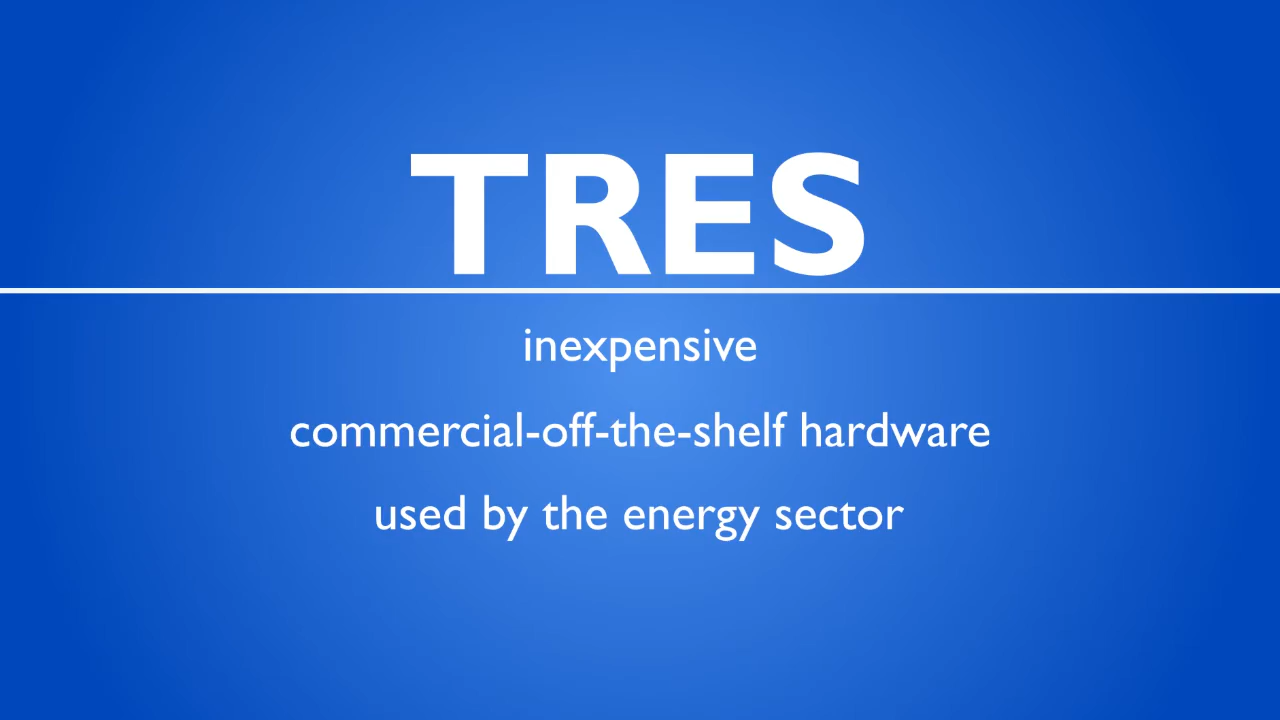 TRES
inexpensive
commercial-off-the-shelf hardware
used by the energy sector